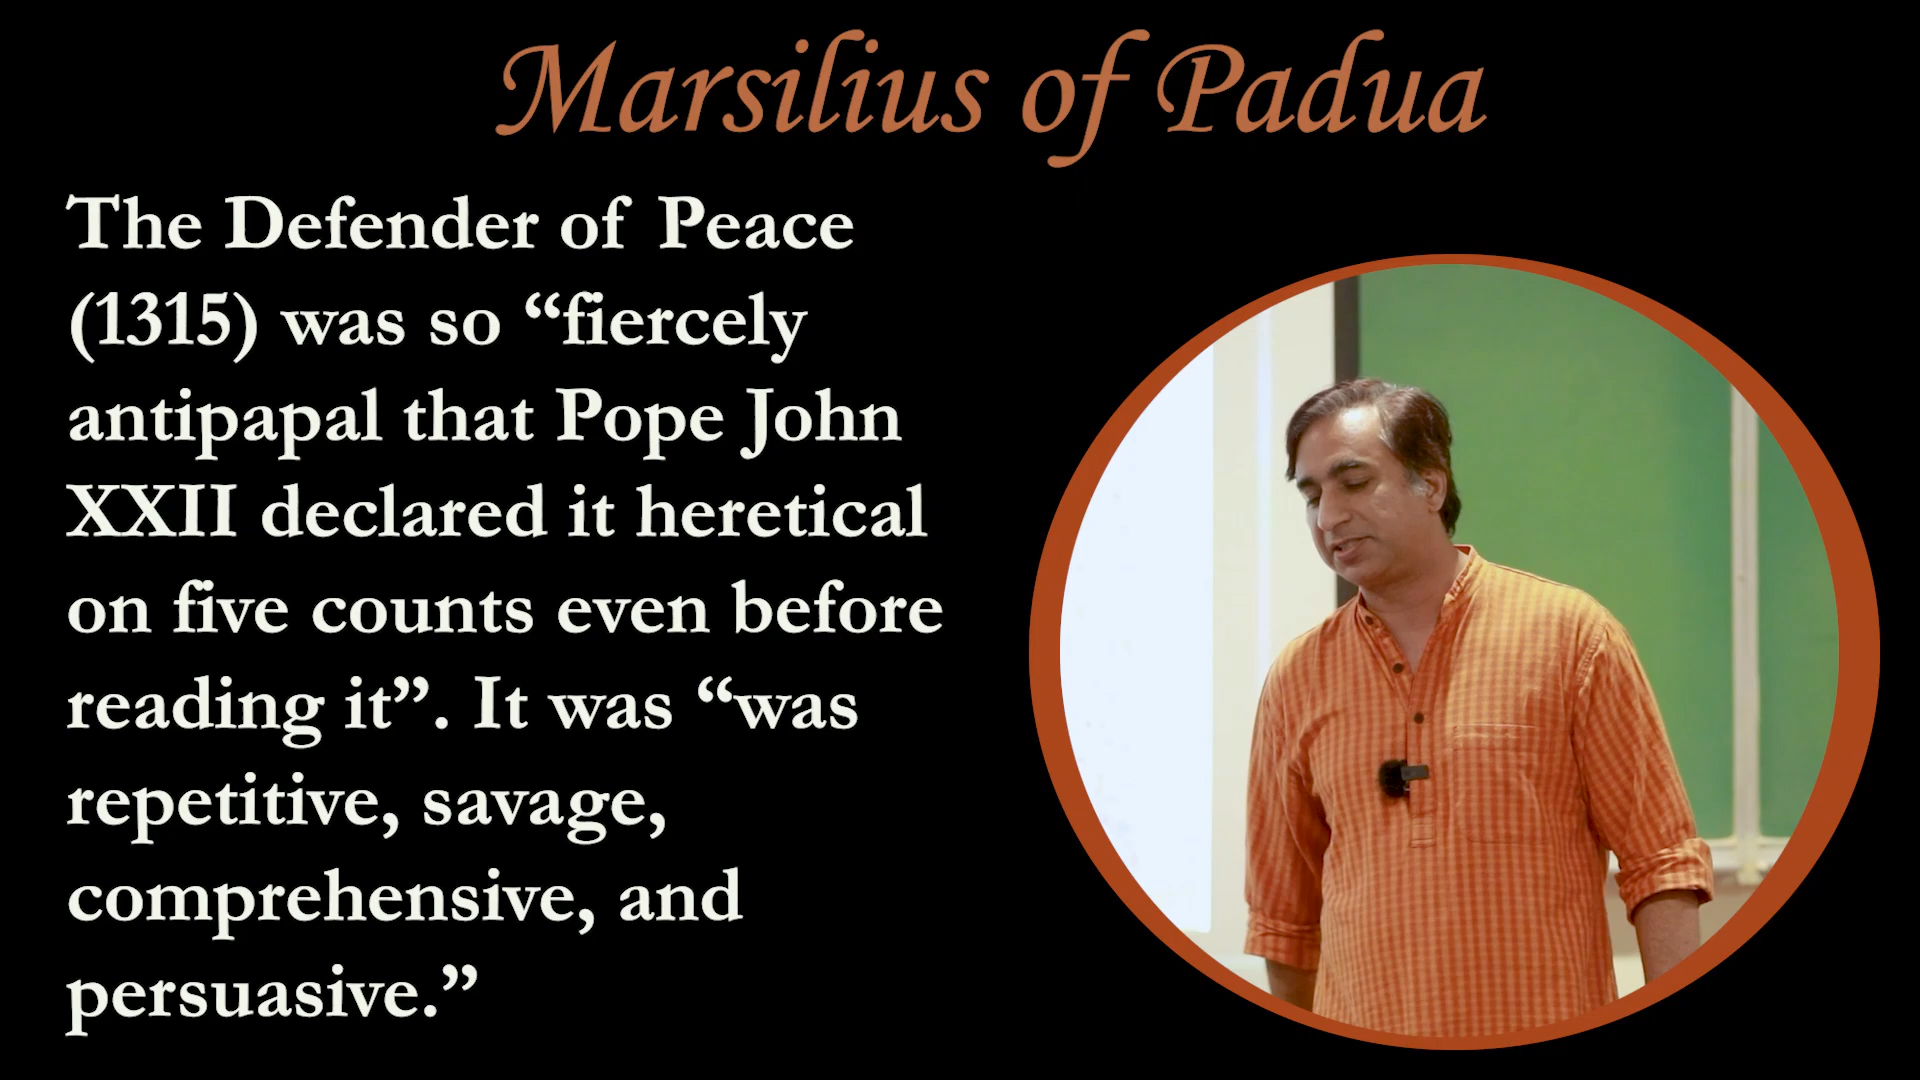 Marsilius of Padua
The Defender of Peace
(1315) was so “fiercely
antipapal that Pope John
XXII declared it heretical
on five counts even before
reading it”. It was “was
repetitive, savage,
comprehensive, and
persuasive.”